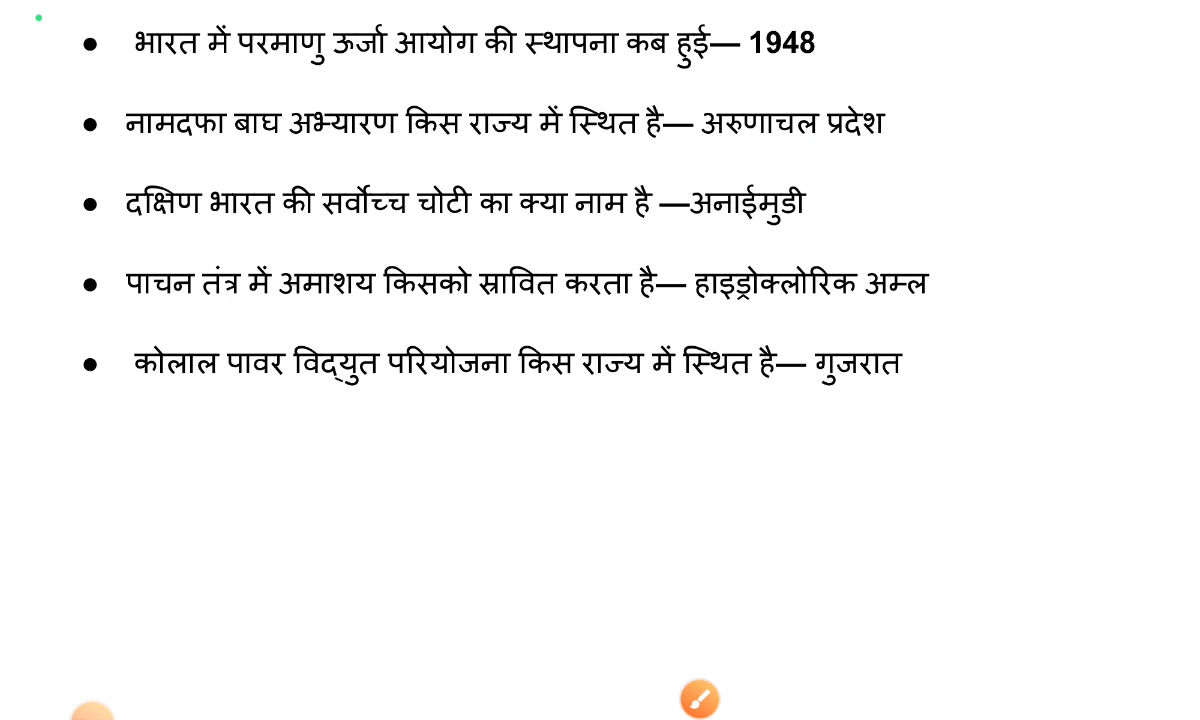 ● भारत में परमाणु ऊर्जा आयोग की स्थापना कब हुई— 1948
● नामदफा बाघ अभ्यारण किस राज्य में स्थित है— अरुणाचल प्रदेश
● दक्षिण भारत की सर्वोच्च चोटी का क्या नाम है —अनाईमुडी
● पाचन तंत्र में अमाशय किसको स्रावित करता है— हाइड्रोक्लोरिक अम्ल
● कोलाल पावर विद्युत परियोजना किस राज्य में स्थित है— गुजरात